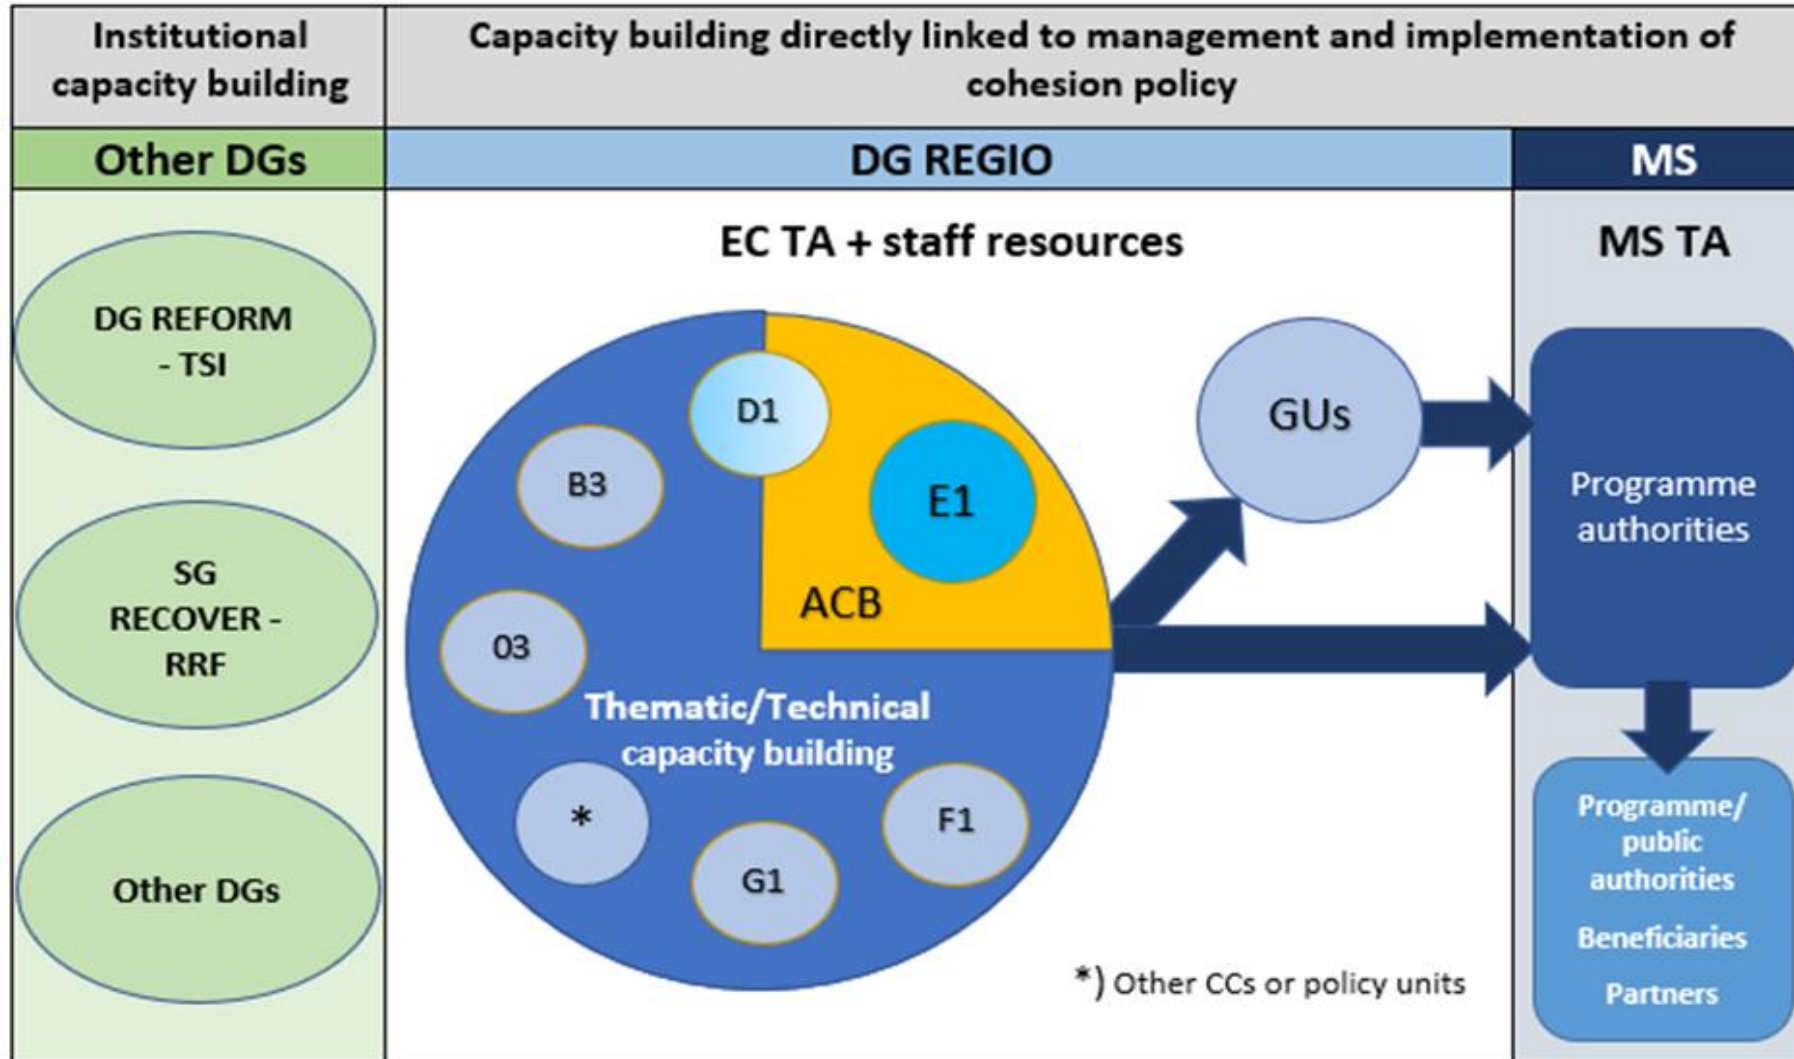 Institutional
capacity building
Capacity building directly linked to management and implementation of
cohesion policy
Other DGs
DG REGIO
MS
DG REFORM
- TSI
SG
RECOVER -
RRF
Other DGs
EC TA + staff resources
D1
B3
E1
ACB
03
Thematic/Technical
capacity building
*
G1
F1
GUs
*) Other CCs or policy units
MS TA
Programme
authorities
Programme/
public
authorities
Beneficiaries
Partners